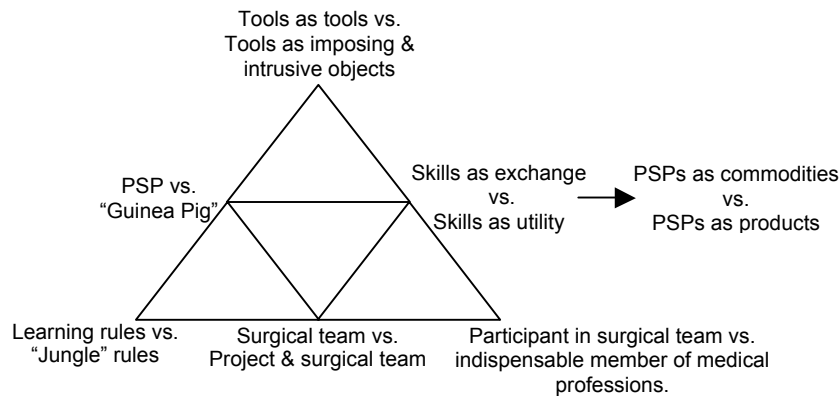 Tools as tools vs.
Tools as imposing &
intrusive objects
PSP vs.
“Guinea Pig”
Skills as exchange
vs.
Skills as utility
PSPs as commodities
vs.
PSPs as products
Learning rules vs.
“Jungle” rules
Surgical team vs.
Project & surgical team
Participant in surgical team vs.
indispensable member of medical
professions.